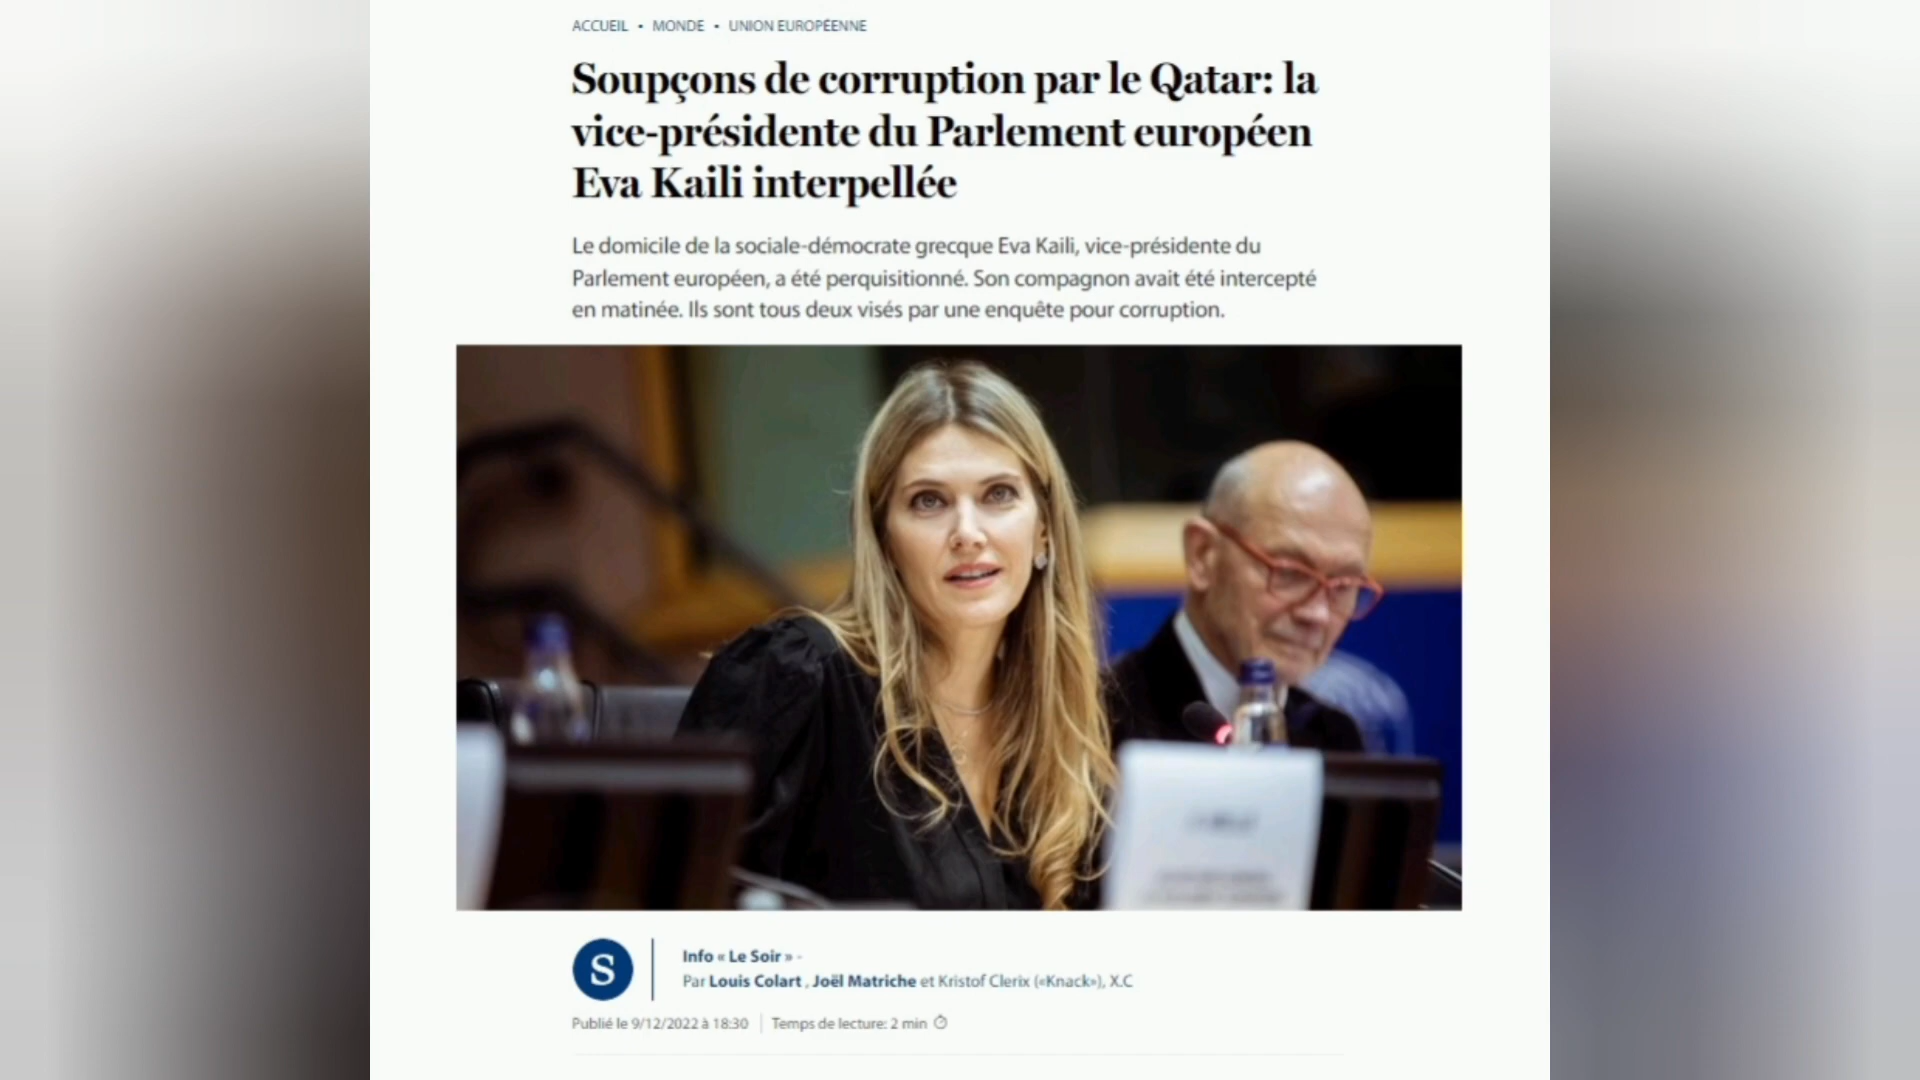 ACCUEIL • MONDE • UNION EUROPÉENNE
Soupçons de corruption par le Qatar: la
vice-présidente du Parlement européen
Eva Kaili interpellée
Le domicile de la sociale-démocrate grecque Eva Kaili, vice-présidente du
Parlement européen, a été perquisitionné. Son compagnon avait été intercepté
en matinée. Ils sont tous deux visés par une enquête pour corruption.
S
Info « Le Soir » -
Par Louis Colart , Joël Matriche et Kristof Clerix («Knack»), X.C
Publié le 9/12/2022 à 18:30 | Temps de lecture: 2 min